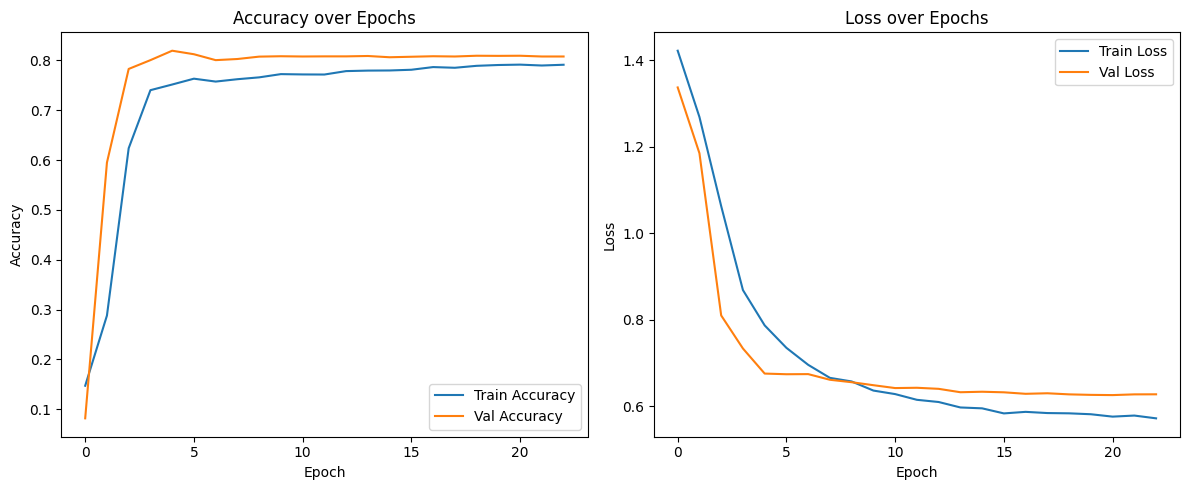 Accuracy over Epochs
Accuracy
0.8
0.7
0.6
0.5
0.4
0.3
0.2
0.1
0 5 10 15 20
Epoch
Train Accuracy
Val Accuracy
Loss over Epochs
Loss
1.4
1.2
1.0
0.8
0.6
0 5 10 15 20
Epoch
Train Loss
Val Loss